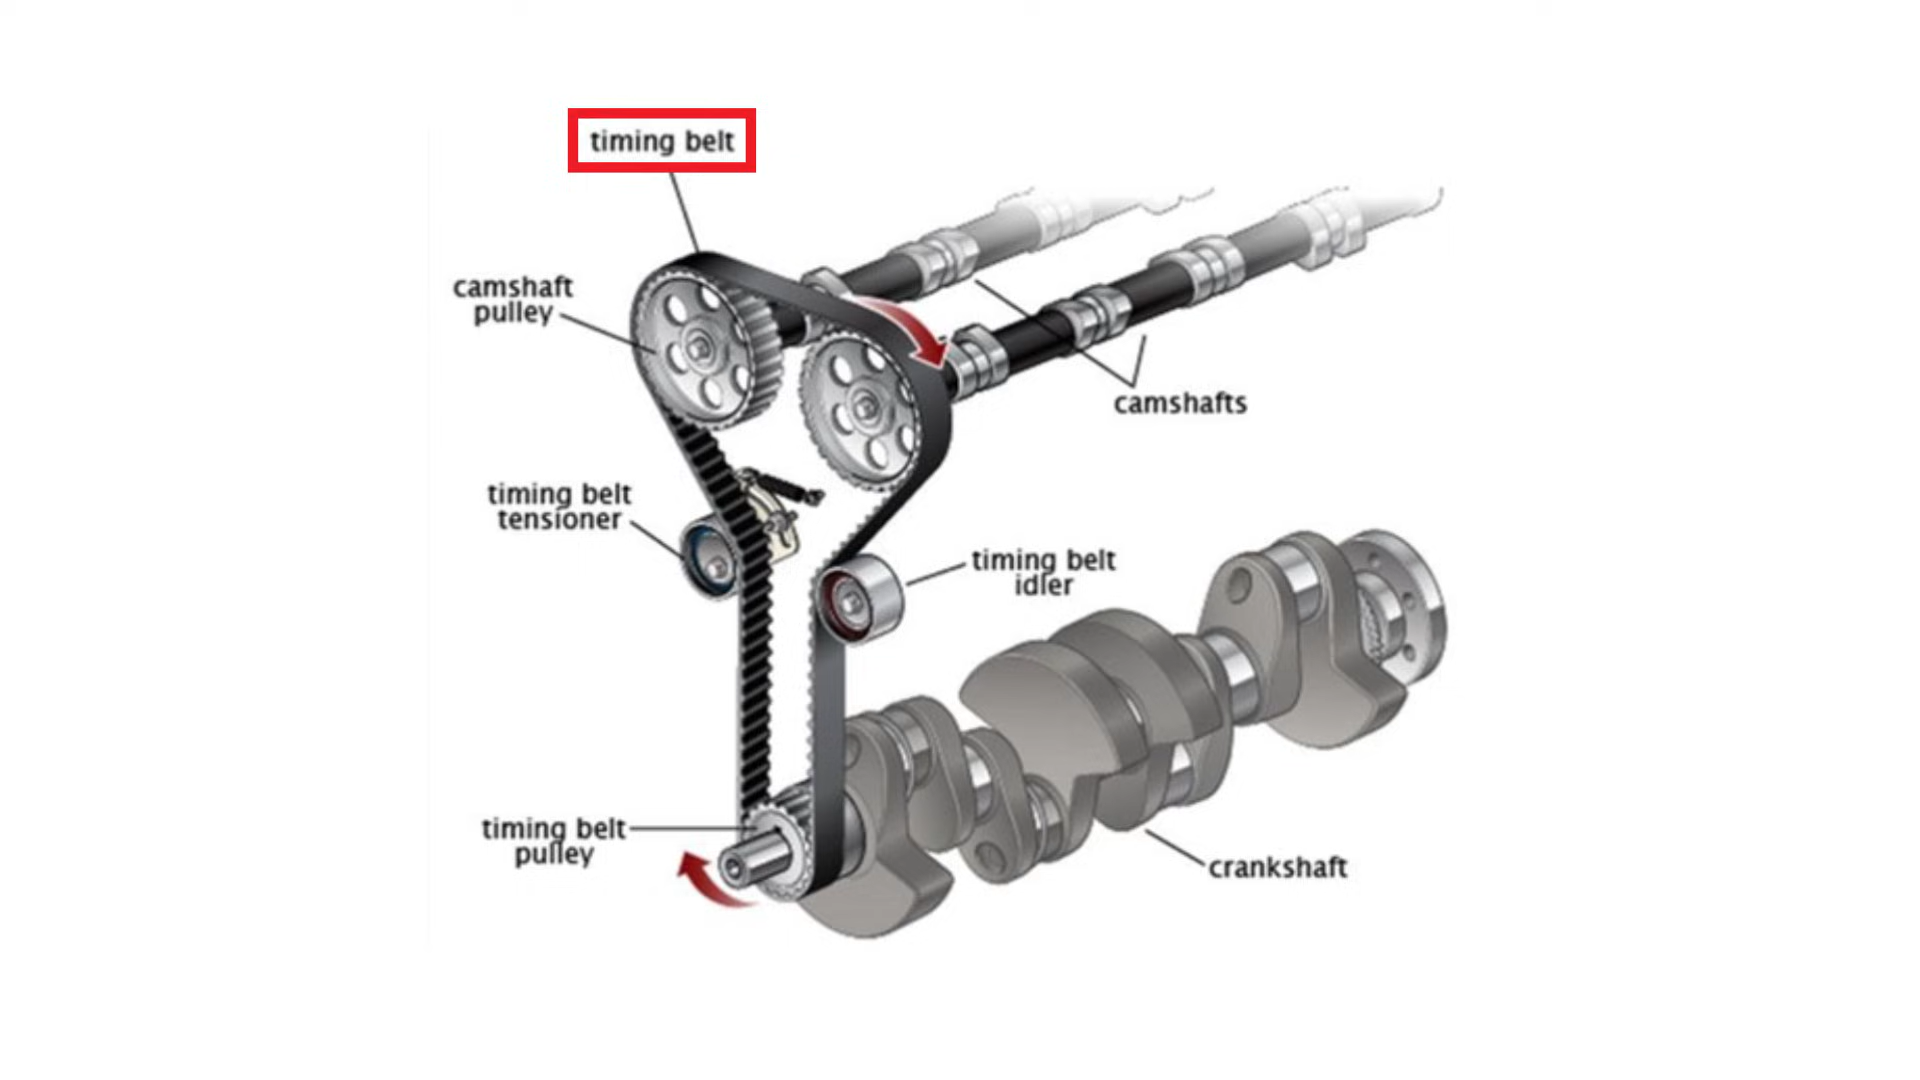 timing belt
camshaft
pulley
camshafts
timing belt
tensioner
timing belt
idler
timing belt
pulley
crankshaft